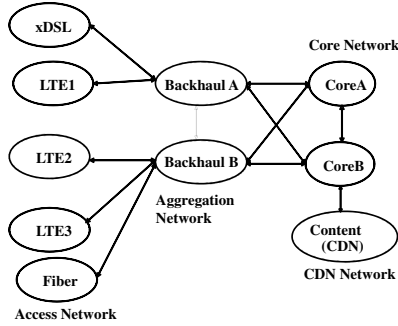 xDSL
Core Network
LTE1
Backhaul A
CoreA
LTE2
Backhaul B
CoreB
Aggregation
Network
LTE3
Content
(CDN)
Fiber
CDN Network
Access Network